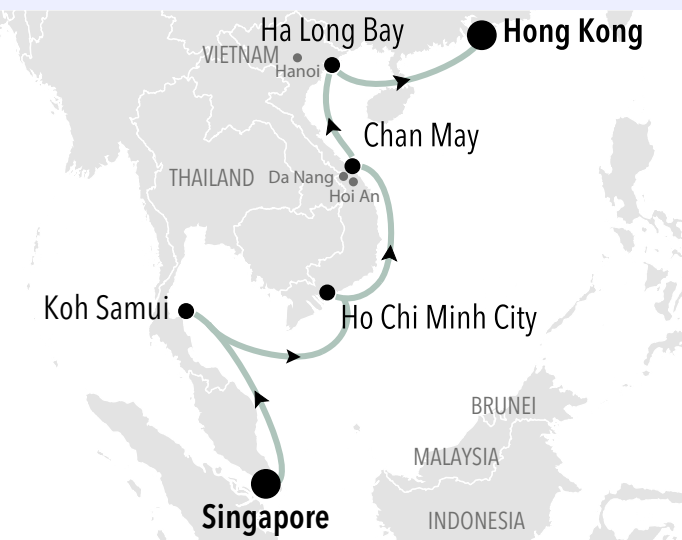 Ha Long Bay
Hong Kong
VIETNAM
Hanoi
Chan May
THAILAND
Da Nang
Hoi An
Koh Samui
Ho Chi Minh City
BRUNEI
MALAYSIA
Singapore
INDONESIA